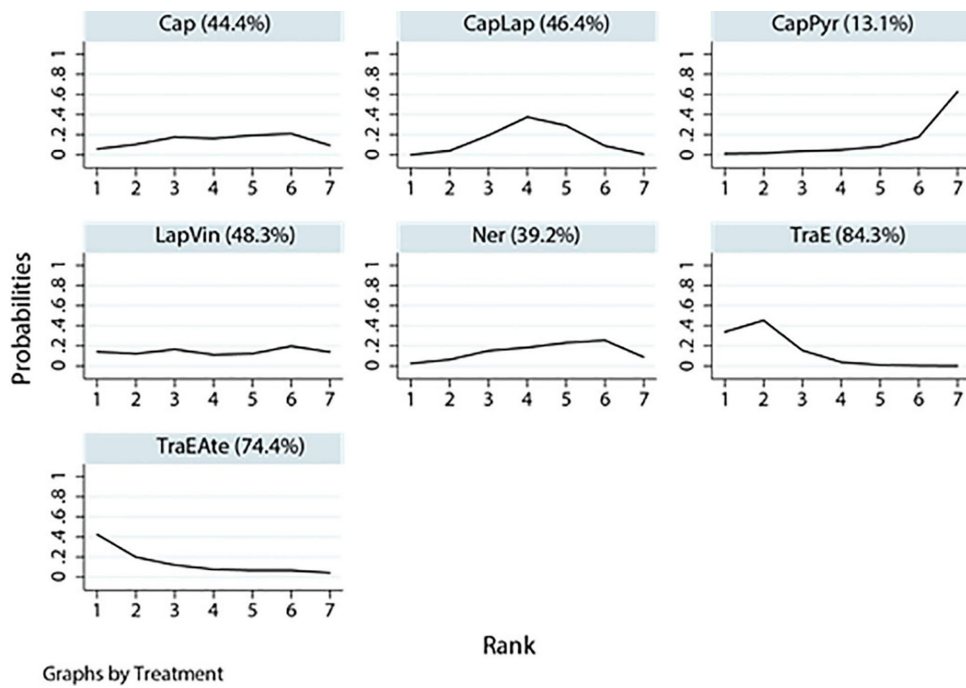 Cap (44.4%)
CapLap (46.4%)
CapPyr (13.1%)
0 .2 .4 .6 .8 1
1 2 3 4 5 6 7
0 .2 .4 .6 .8 1
1 2 3 4 5 6 7
0 .2 .4 .6 .8 1
1 2 3 4 5 6 7
LapVin (48.3%)
Ner (39.2%)
TraE (84.3%)
0 .2 .4 .6 .8 1
1 2 3 4 5 6 7
0 .2 .4 .6 .8 1
1 2 3 4 5 6 7
0 .2 .4 .6 .8 1
1 2 3 4 5 6 7
TraEAte (74.4%)
0 .2 .4 .6 .8 1
1 2 3 4 5 6 7
Probabilities
Rank
Graphs by Treatment